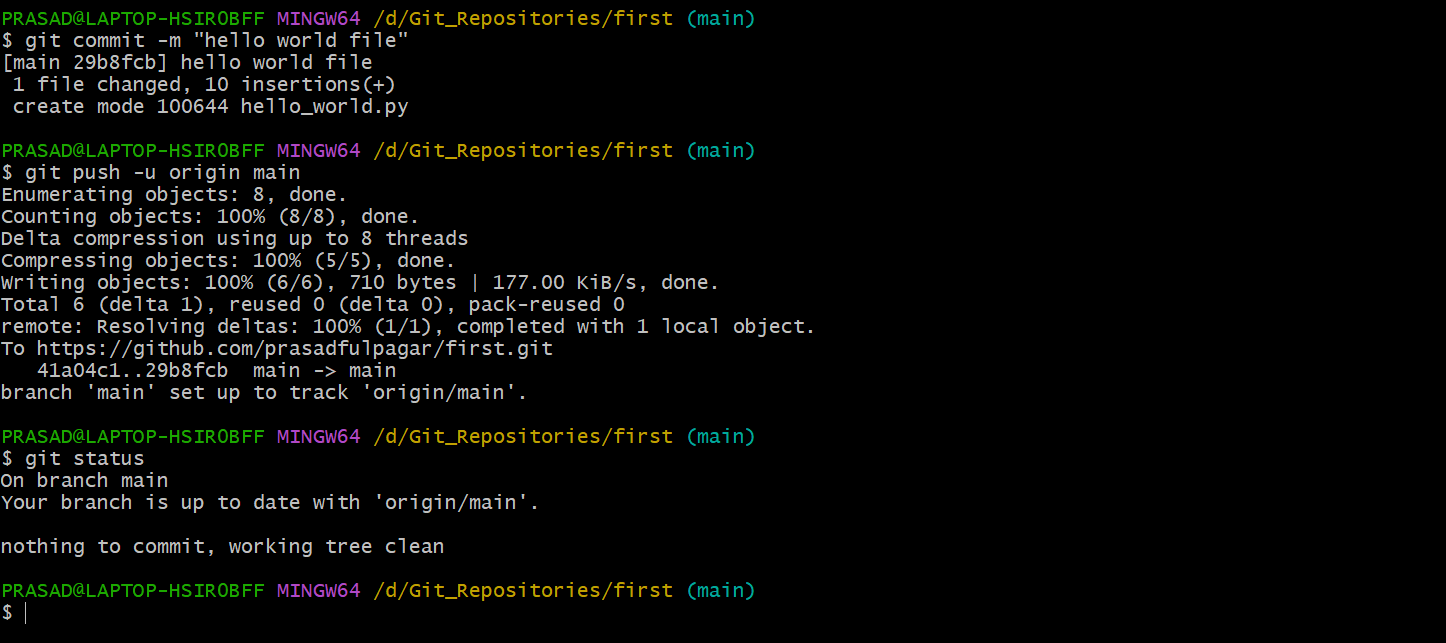 PRASAD@LAPTOP-HSIR0BFF MINGW64 /d/Git_Repositories/first (main)
$ git commit -m "hello world file"
[main 29b8fcb] hello world file
 1 file changed, 10 insertions(+)
 create mode 100644 hello_world.py

PRASAD@LAPTOP-HSIR0BFF MINGW64 /d/Git_Repositories/first (main)
$ git push -u origin main
Enumerating objects: 8, done.
Counting objects: 100% (8/8), done.
Delta compression using up to 8 threads
Compressing objects: 100% (5/5), done.
Writing objects: 100% (6/6), 710 bytes | 177.00 KiB/s, done.
Total 6 (delta 1), reused 0 (delta 0), pack-reused 0
remote: Resolving deltas: 100% (1/1), completed with 1 local object.
To https://github.com/prasadfulpagar/first.git
   41a04c1..29b8fcb  main -> main
branch 'main' set up to track 'origin/main'.

PRASAD@LAPTOP-HSIR0BFF MINGW64 /d/Git_Repositories/first (main)
$ git status
On branch main
Your branch is up to date with 'origin/main'.

nothing to commit, working tree clean

PRASAD@LAPTOP-HSIR0BFF MINGW64 /d/Git_Repositories/first (main)
$